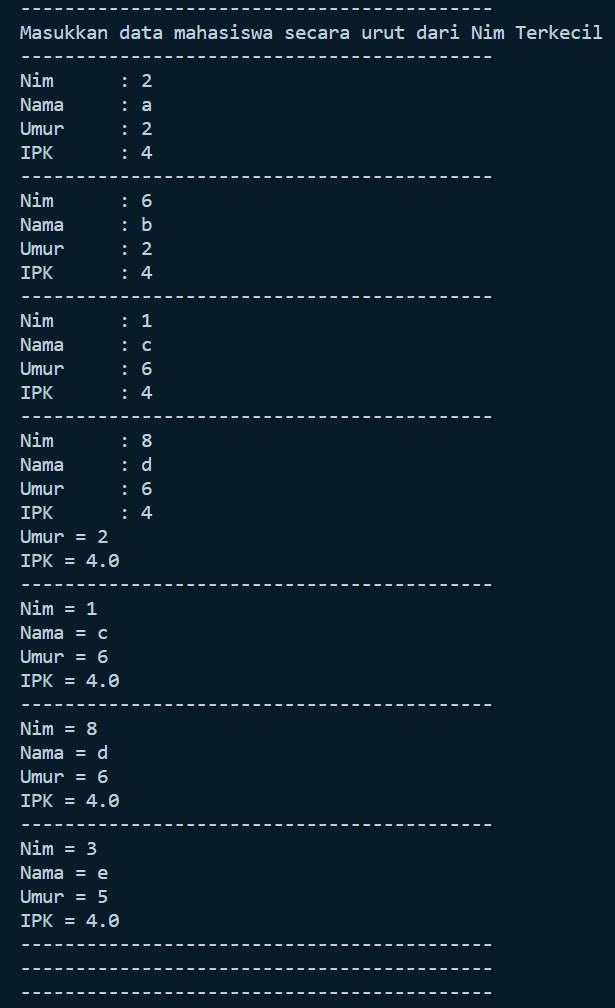 -------------------------------------------
Masukkan data mahasiswa secara urut dari Nim Terkecil
-------------------------------------------
Nim      : 2
Nama     : a
Umur     : 2
IPK      : 4
-------------------------------------------
Nim      : 6
Nama     : b
Umur     : 2
IPK      : 4
-------------------------------------------
Nim      : 1
Nama     : c
Umur     : 6
IPK      : 4
-------------------------------------------
Nim      : 8
Nama     : d
Umur     : 6
IPK      : 4
Umur = 2
IPK = 4.0
-------------------------------------------
Nim = 1
Nama = c
Umur = 6
IPK = 4.0
-------------------------------------------
Nim = 8
Nama = d
Umur = 6
IPK = 4.0
-------------------------------------------
Nim = 3
Nama = e
Umur = 5
IPK = 4.0
-------------------------------------------
-------------------------------------------
-------------------------------------------